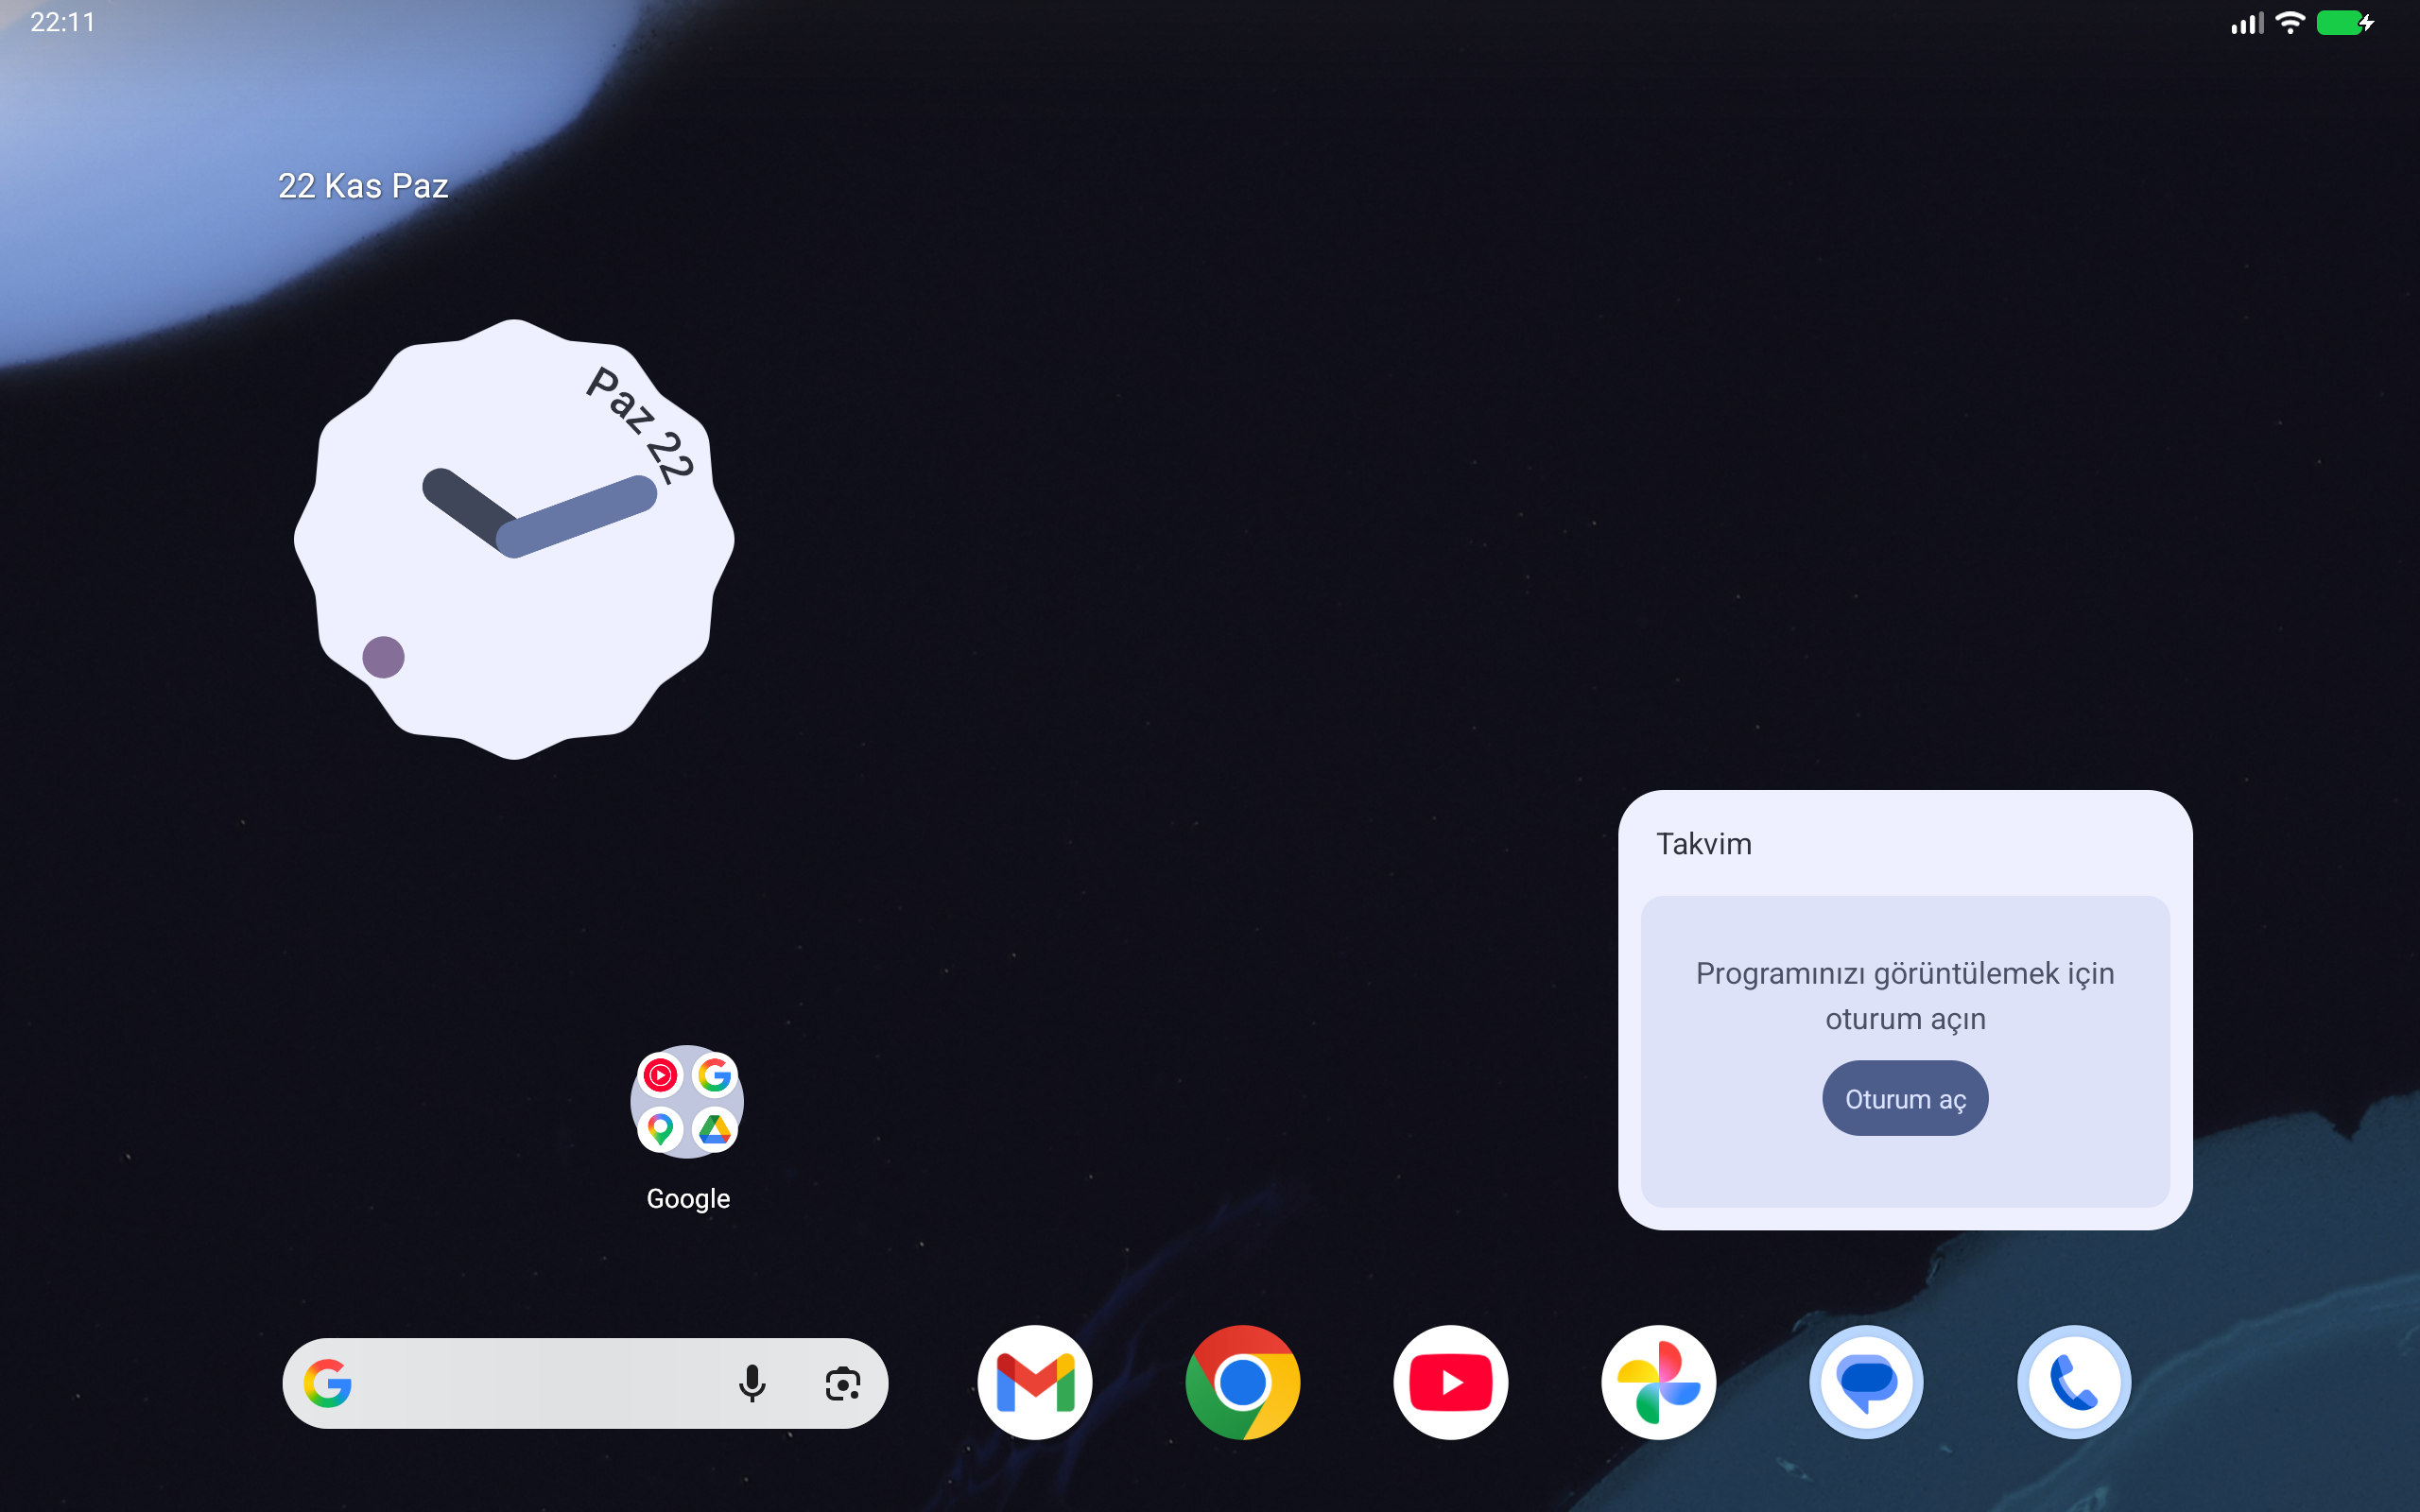 22:11
22 Kas Paz
Paz 22
Takvim
Programınızı görüntülemek için
oturum açın
Oturum aç
Google